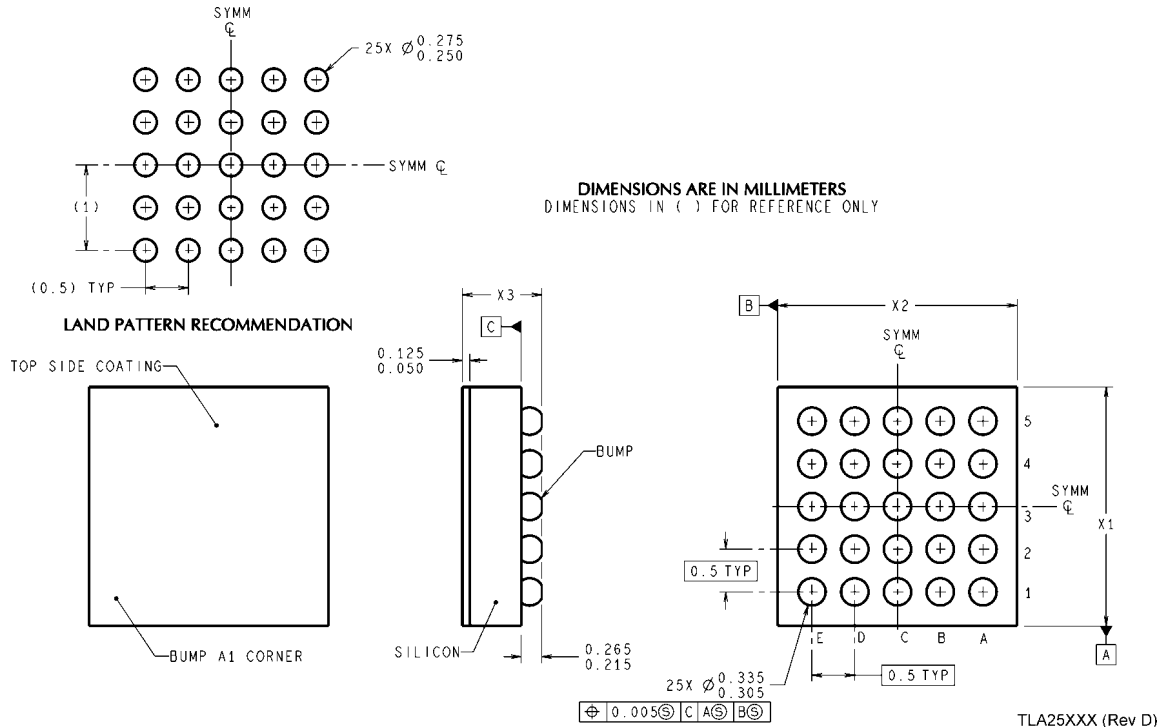 SYMM
℄
25X Ø 0.275
0.250
SYMM ℄
(1)
(0.5) TYP
DIMENSIONS ARE IN MILLIMETERS
DIMENSIONS IN ( ) FOR REFERENCE ONLY
LAND PATTERN RECOMMENDATION
TOP SIDE COATING
BUMP A1 CORNER
X3
C
0.125
0.050
BUMP
SILICON
0.265
0.215
B
X2
SYMM
℄
5
4
3
2
1
SYMM
℄
X1
0.5 TYP
E D C B A
A
0.5 TYP
25X Ø 0.335
0.305
⌖ 0.005Ⓢ C AⓈ BⓈ
TLA25XXX (Rev D)